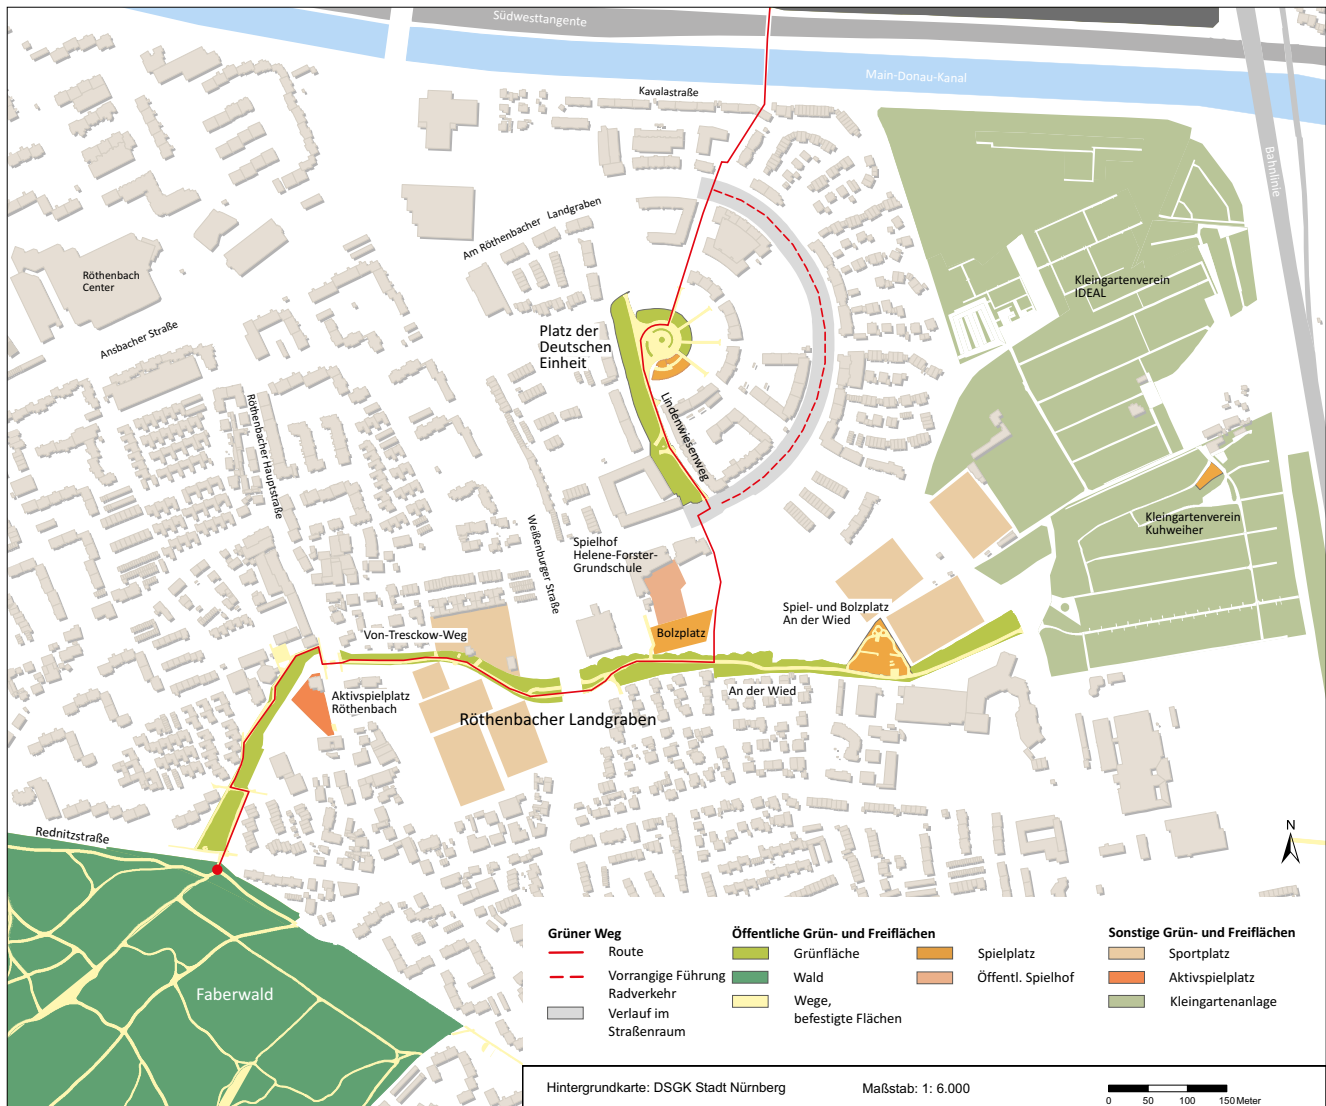 Südwesttangente
Main-Donau-Kanal
Kavalastraße
Bahnlinie
Am Röthenbacher Landgraben
Röthenbach
Center
Kleingartenverein
IDEAL
Ansbacher Straße
Platz der
Deutschen
Einheit
Lindenwiesenweg
Röthenbacher Hauptstraße
Weißenburger Straße
Kleingartenverein
Kuhweiher
Spielhof
Helene-Forster-
Grundschule
Spiel- und Bolzplatz
An der Wied
Von-Tresckow-Weg
Bolzplatz
Aktivspielplatz
Röthenbach
An der Wied
Röthenbacher Landgraben
Rednitzstraße
N
Faberwald
Grüner Weg
Route
Vorrangige Führung
Radverkehr
Verlauf im
Straßenraum
Öffentliche Grün- und Freiflächen
Grünfläche
Wald
Wege,
befestigte Flächen
Spielplatz
Öffentl. Spielhof
Sonstige Grün- und Freiflächen
Sportplatz
Aktivspielplatz
Kleingartenanlage
Hintergrundkarte: DSGK Stadt Nürnberg
Maßstab: 1: 6.000
0 50 100 150 Meter